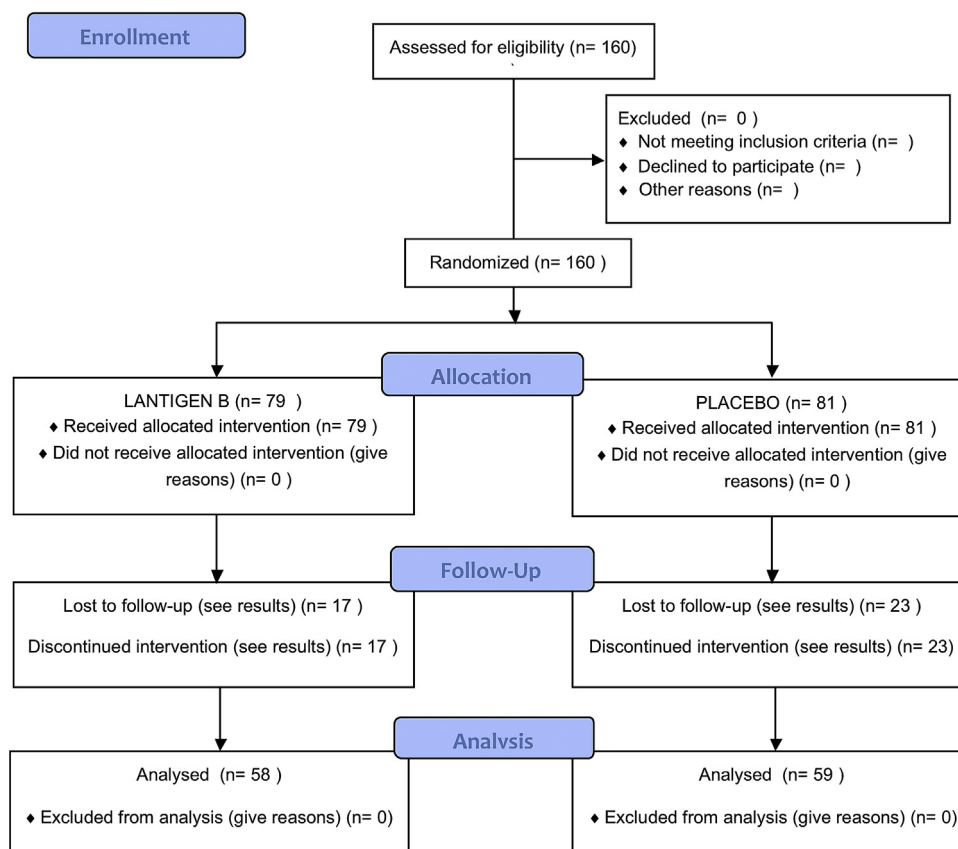 Enrollment
Assessed for eligibility (n= 160)
Excluded (n= 0 )
♦ Not meeting inclusion criteria (n= )
♦ Declined to participate (n= )
♦ Other reasons (n= )
Randomized (n= 160 )
Allocation
LANTIGEN B (n= 79 )
♦ Received allocated intervention (n= 79 )
♦ Did not receive allocated intervention (give
reasons) (n= 0 )
PLACEBO (n= 81 )
♦ Received allocated intervention (n= 81 )
♦ Did not receive allocated intervention (give
reasons) (n= 0 )
Follow-Up
Lost to follow-up (see results) (n= 17 )
Discontinued intervention (see results) (n= 17 )
Lost to follow-up (see results) (n= 23 )
Discontinued intervention (see results) (n= 23)
Analvsis
Analysed (n= 58 )
♦ Excluded from analysis (give reasons) (n= 0)
Analysed (n= 59 )
♦ Excluded from analysis (give reasons) (n= 0)